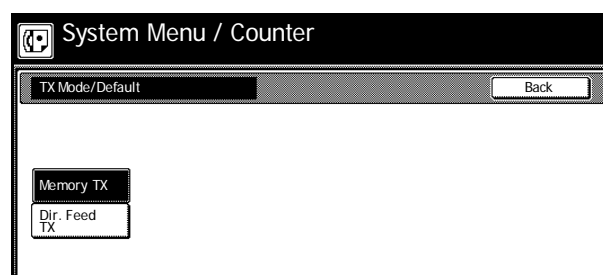 System Menu / Counter
TX Mode/Default
Back
Memory TX
Dir. Feed
TX